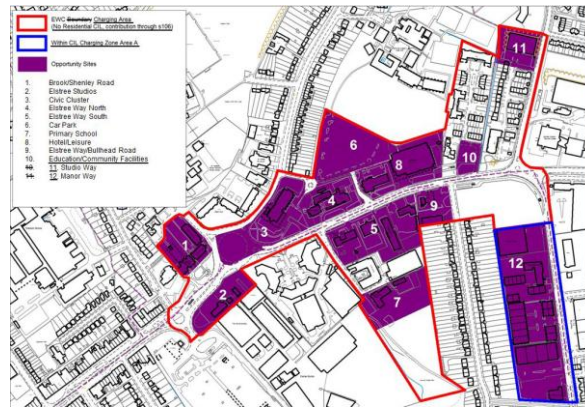 EWC Boundary Charging Area
(No Residential CIL, contribution through s106)
Within CIL Charging Zone Area A
Opportunity Sites
1. Brook/Shenley Road
2. Elstree Studios
3. Civic Cluster
4. Elstree Way North
5. Elstree Way South
6. Car Park
7. Primary School
8. Hotel/Leisure
9. Elstree Way/Bullhead Road
10. Education/Community Facilities
10. 11. Studio Way
11. 12. Manor Way
11
6
8
10
4
9
3
5
1
12
2
7